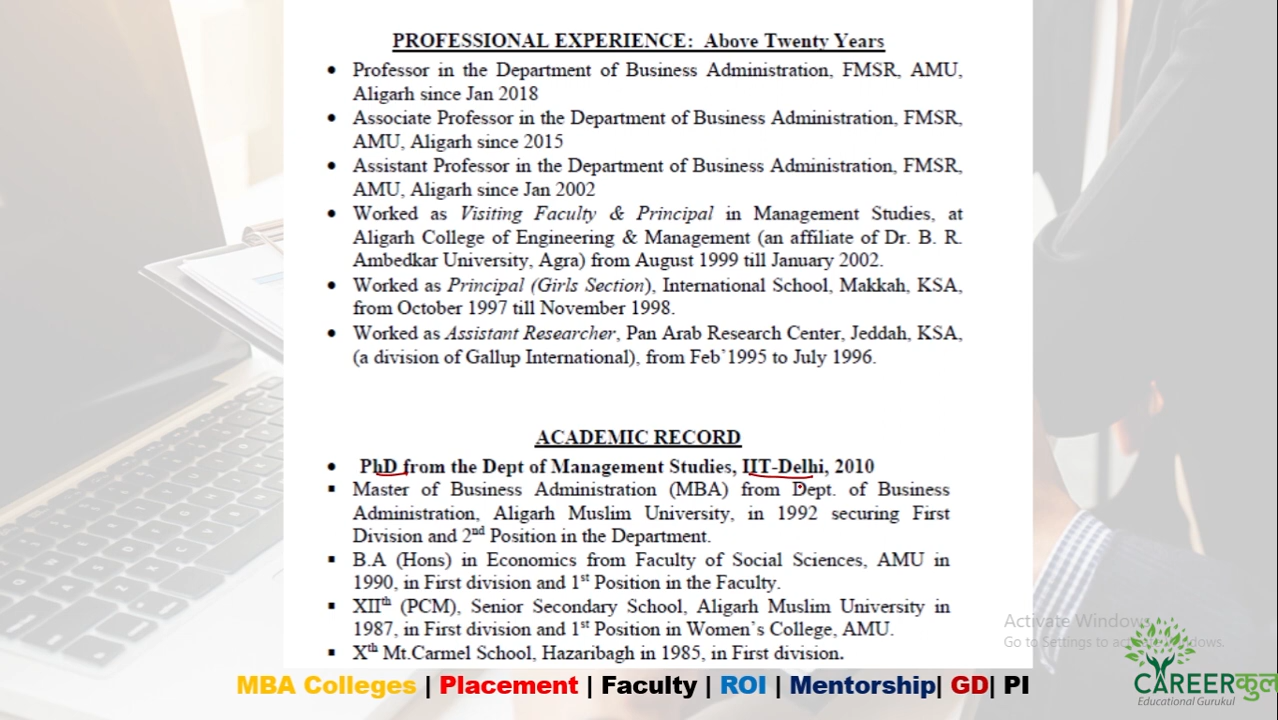 PROFESSIONAL EXPERIENCE: Above Twenty Years
• Professor in the Department of Business Administration, FMSR, AMU,
Aligarh since Jan 2018
• Associate Professor in the Department of Business Administration, FMSR,
AMU, Aligarh since 2015
• Assistant Professor in the Department of Business Administration, FMSR,
AMU, Aligarh since Jan 2002
• Worked as Visiting Faculty & Principal in Management Studies, at
Aligarh College of Engineering & Management (an affiliate of Dr. B. R.
Ambedkar University, Agra) from August 1999 till January 2002.
• Worked as Principal (Girls Section), International School, Makkah, KSA,
from October 1997 till November 1998.
• Worked as Assistant Researcher, Pan Arab Research Center, Jeddah, KSA,
(a division of Gallup International), from Feb'1995 to July 1996.
ACADEMIC RECORD
• PhD from the Dept of Management Studies, IIT-Delhi, 2010
▪ Master of Business Administration (MBA) from Dept. of Business
Administration, Aligarh Muslim University, in 1992 securing First
Division and 2nd Position in the Department.
▪ B.A (Hons) in Economics from Faculty of Social Sciences, AMU in
1990, in First division and 1st Position in the Faculty.
▪ XIIth (PCM), Senior Secondary School, Aligarh Muslim University in
1987, in First division and 1st Position in Women's College, AMU.
▪ Xth Mt.Carmel School, Hazaribagh in 1985, in First division.
Activate Windows
Go to Settings to activate Windows.
MBA Colleges | Placement | Faculty | ROI | Mentorship| GD| PI
CAREERकुल
Educational Gurukul